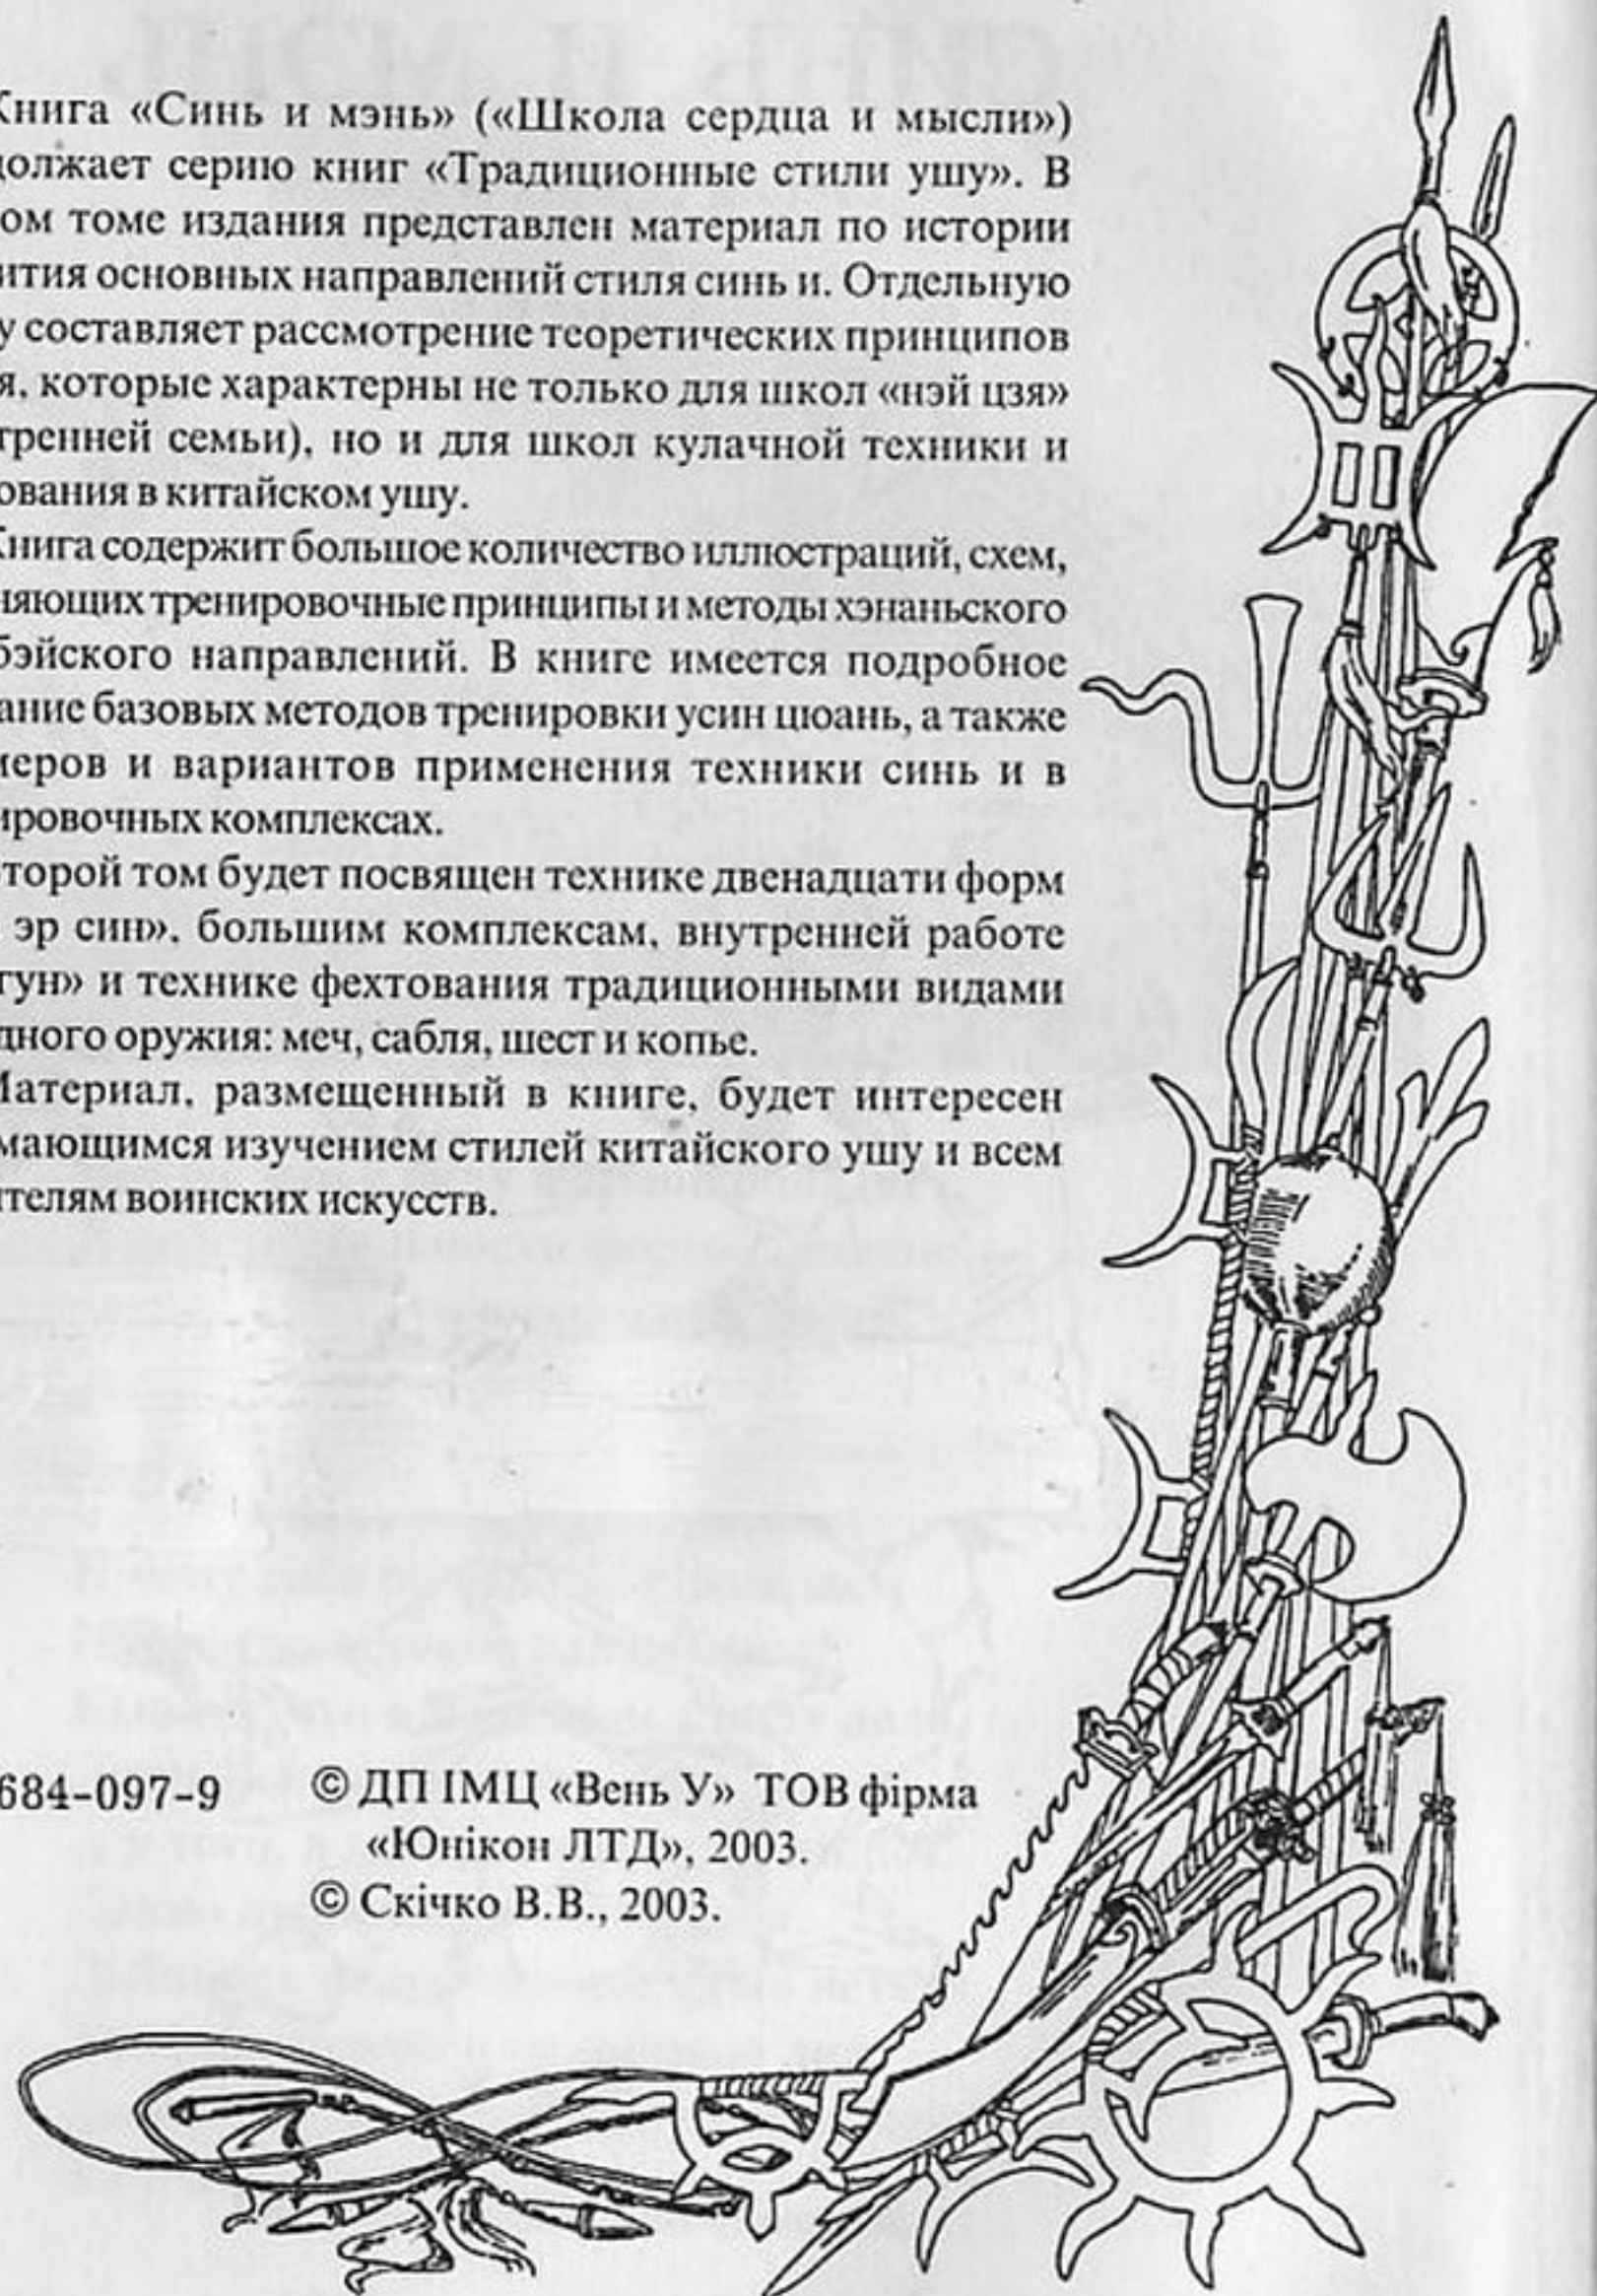 Книга «Синь и мэнь» («Школа сердца и мысли»)
должает серию книг «Традиционные стили ушу». В
ом томе издания представлен материал по истории
ития основных направлений стиля синь и. Отдельную
у составляет рассмотрение теоретических принципов
я, которые характерны не только для школ «нэй цзя»
тренней семьи), но и для школ кулачной техники и
ования в китайском ушу.
Книга содержит большое количество иллюстраций, схем,
няющих тренировочные принципы и методы хэнаньского
бэйского направлений. В книге имеется подробное
ание базовых методов тренировки усин цюань, а также
меров и вариантов применения техники синь и в
ировочных комплексах.
торой том будет посвящен технике двенадцати форм
эр син», большим комплексам, внутренней работе
гун» и технике фехтования традиционными видами
дного оружия: меч, сабля, шест и копье.
Материал, размещенный в книге, будет интересен
мающимся изучением стилей китайского ушу и всем
ителям воинских искусств.
684-097-9
© ДП ІМЦ «Вень У» ТОВ фірма
«Юнікон ЛТД», 2003.
© Скічко В.В., 2003.